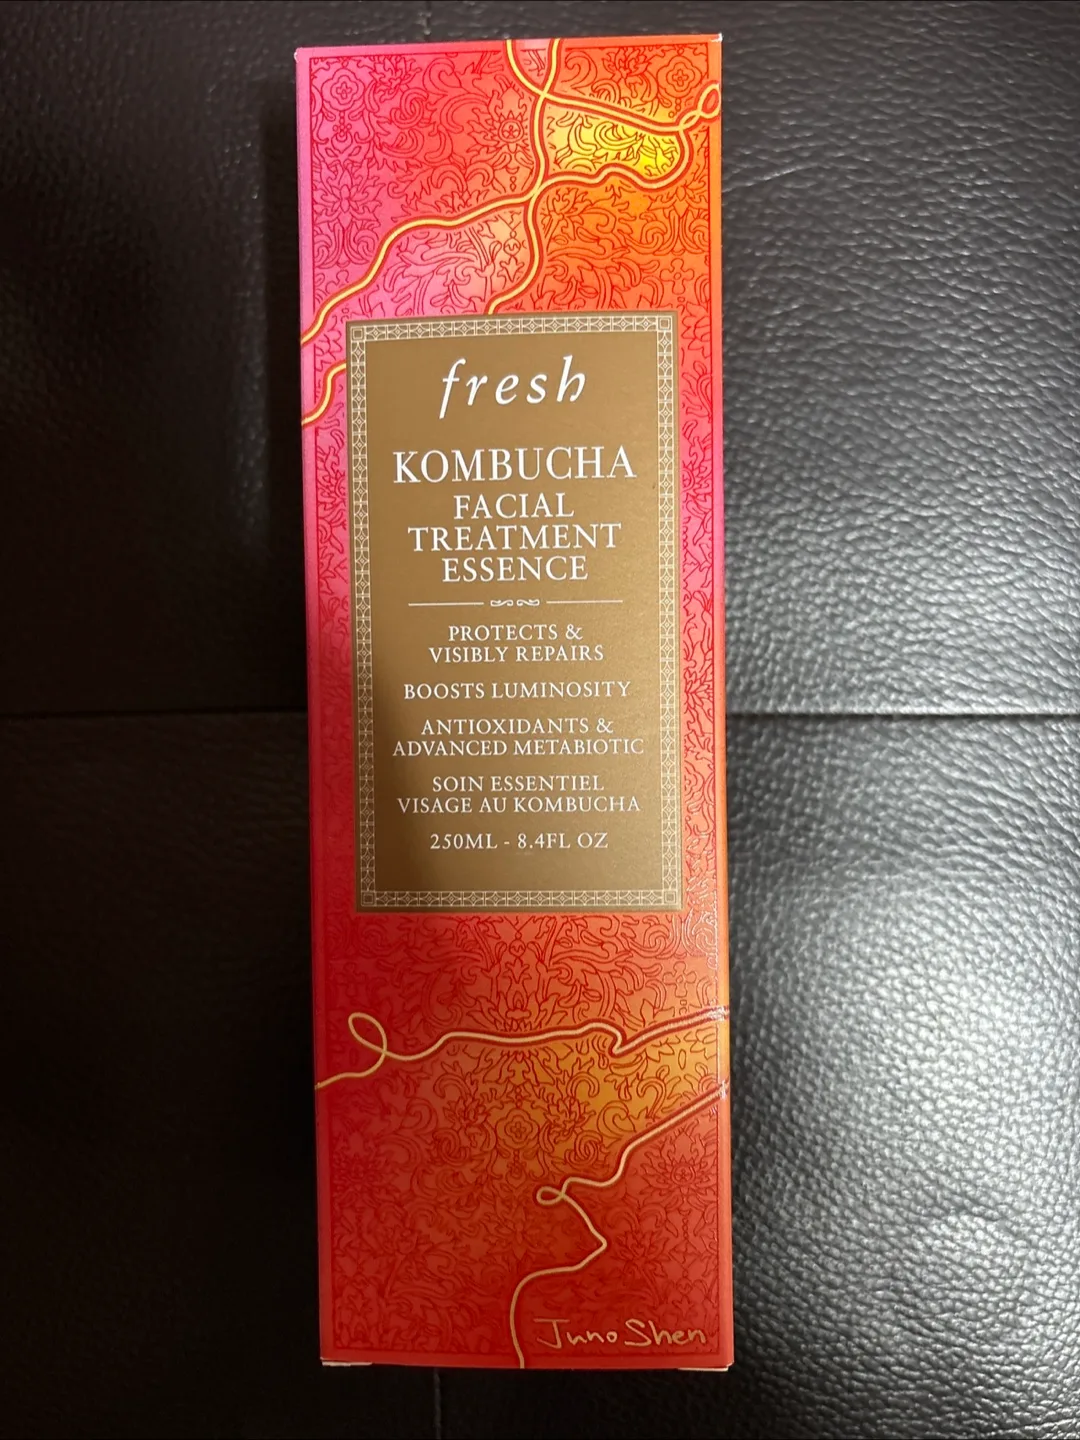 fresh
KOMBUCHA
FACIAL
TREATMENT
ESSENCE
PROTECTS &
VISIBLY REPAIRS
BOOSTS LUMINOSITY
ANTIOXIDANTS &
ADVANCED METABIOTIC
SOIN ESSENTIEL
VISAGE AU KOMBUCHA
250ML - 8.4FL OZ
Juno Shen